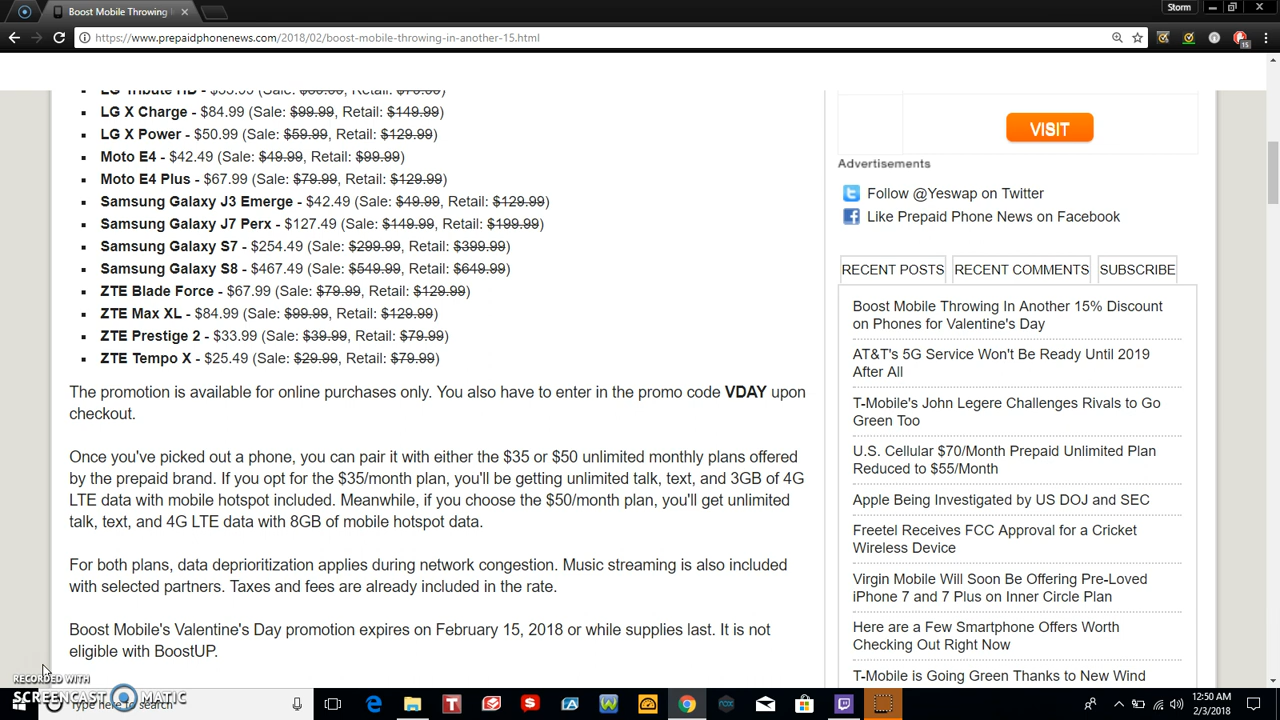 Boost Mobile Throwing
Storm
https://www.prepaidphonenews.com/2018/02/boost-mobile-throwing-in-another-15.html
15
LG Tribute HD - $33.99
LG X Charge - $84.99 (Sale: $99.99, Retail: $149.99)
LG X Power - $50.99 (Sale: $59.99, Retail: $129.99)
Moto E4 - $42.49 (Sale: $49.99, Retail: $99.99)
Moto E4 Plus - $67.99 (Sale: $79.99, Retail: $129.99)
Samsung Galaxy J3 Emerge - $42.49 (Sale: $49.99, Retail: $129.99)
Samsung Galaxy J7 Perx - $127.49 (Sale: $149.99, Retail: $199.99)
Samsung Galaxy S7 - $254.49 (Sale: $299.99, Retail: $399.99)
Samsung Galaxy S8 - $467.49 (Sale: $549.99, Retail: $649.99)
ZTE Blade Force - $67.99 (Sale: $79.99, Retail: $129.99)
ZTE Max XL - $84.99 (Sale: $99.99, Retail: $129.99)
ZTE Prestige 2 - $33.99 (Sale: $39.99, Retail: $79.99)
ZTE Tempo X - $25.49 (Sale: $29.99, Retail: $79.99)
The promotion is available for online purchases only. You also have to enter in the promo code VDAY upon
checkout.
Once you've picked out a phone, you can pair it with either the $35 or $50 unlimited monthly plans offered
by the prepaid brand. If you opt for the $35/month plan, you'll be getting unlimited talk, text, and 3GB of 4G
LTE data with mobile hotspot included. Meanwhile, if you choose the $50/month plan, you'll get unlimited
talk, text, and 4G LTE data with 8GB of mobile hotspot data.
For both plans, data deprioritization applies during network congestion. Music streaming is also included
with selected partners. Taxes and fees are already included in the rate.
Boost Mobile's Valentine's Day promotion expires on February 15, 2018 or while supplies last. It is not
eligible with BoostUP.
VISIT
Advertisements
Follow @Yeswap on Twitter
Like Prepaid Phone News on Facebook
RECENT POSTS RECENT COMMENTS SUBSCRIBE
Boost Mobile Throwing In Another 15% Discount
on Phones for Valentine's Day
AT&T's 5G Service Won't Be Ready Until 2019
After All
T-Mobile's John Legere Challenges Rivals to Go
Green Too
U.S. Cellular $70/Month Prepaid Unlimited Plan
Reduced to $55/Month
Apple Being Investigated by US DOJ and SEC
Freetel Receives FCC Approval for a Cricket
Wireless Device
Virgin Mobile Will Soon Be Offering Pre-Loved
iPhone 7 and 7 Plus on Inner Circle Plan
Here are a Few Smartphone Offers Worth
Checking Out Right Now
T-Mobile is Going Green Thanks to New Wind
RECORDED WITH
SCREENCAST MATIC
Type here to search
12:50 AM
2/3/2018